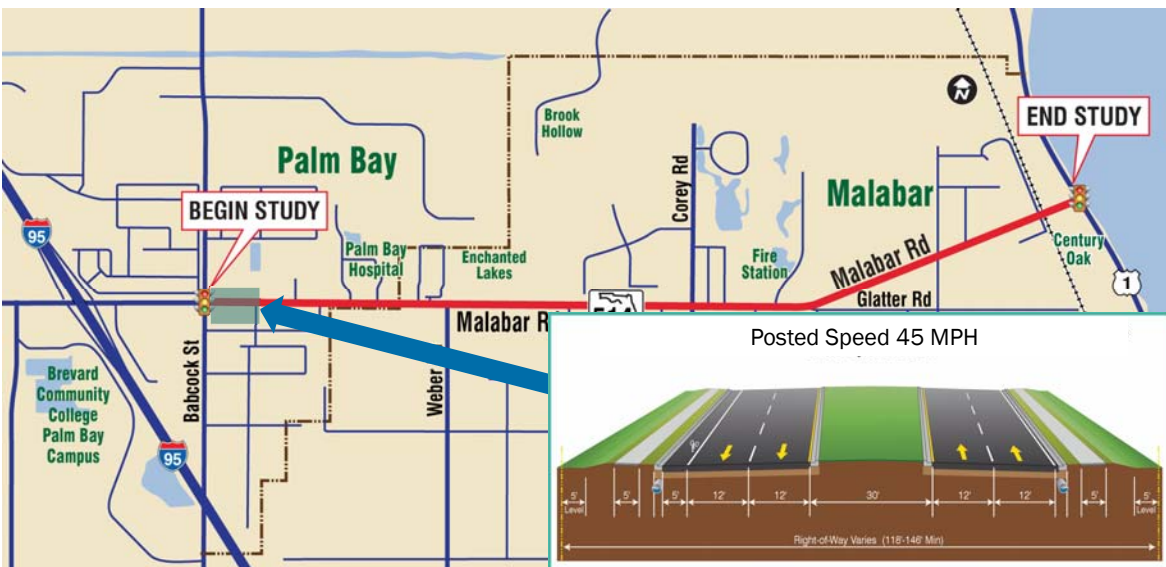 Brook
Hollow
N
END STUDY
Palm Bay
Corey Rd
Malabar
BEGIN STUDY
95
Palm Bay
Hospital
Enchanted
Lakes
Fire
Station
Malabar Rd
Century
Oak
Glatter Rd
1
514
Malabar R
Babcock St
Weber
Brevard
Community
College
Palm Bay
Campus
95
Posted Speed 45 MPH
5'
Level
5'
5'
12'
12'
30'
12'
12'
5'
5'
Level
Right-of-Way Varies (118'-146' Min)